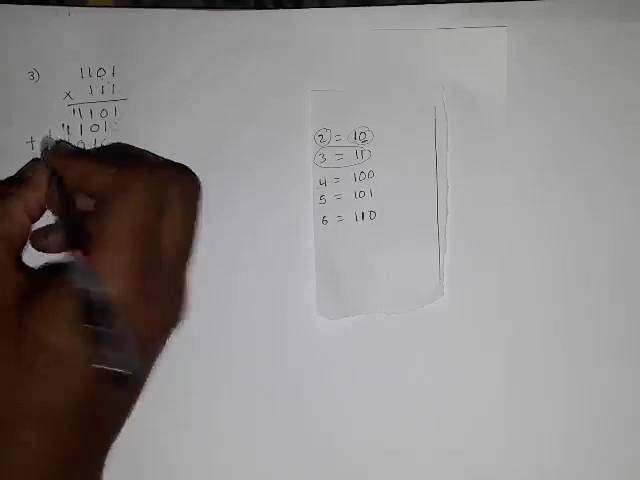 3) 1101
x 111
1101
1101
+
2 = 10
3 = 11
4 = 100
5 = 101
6 = 110